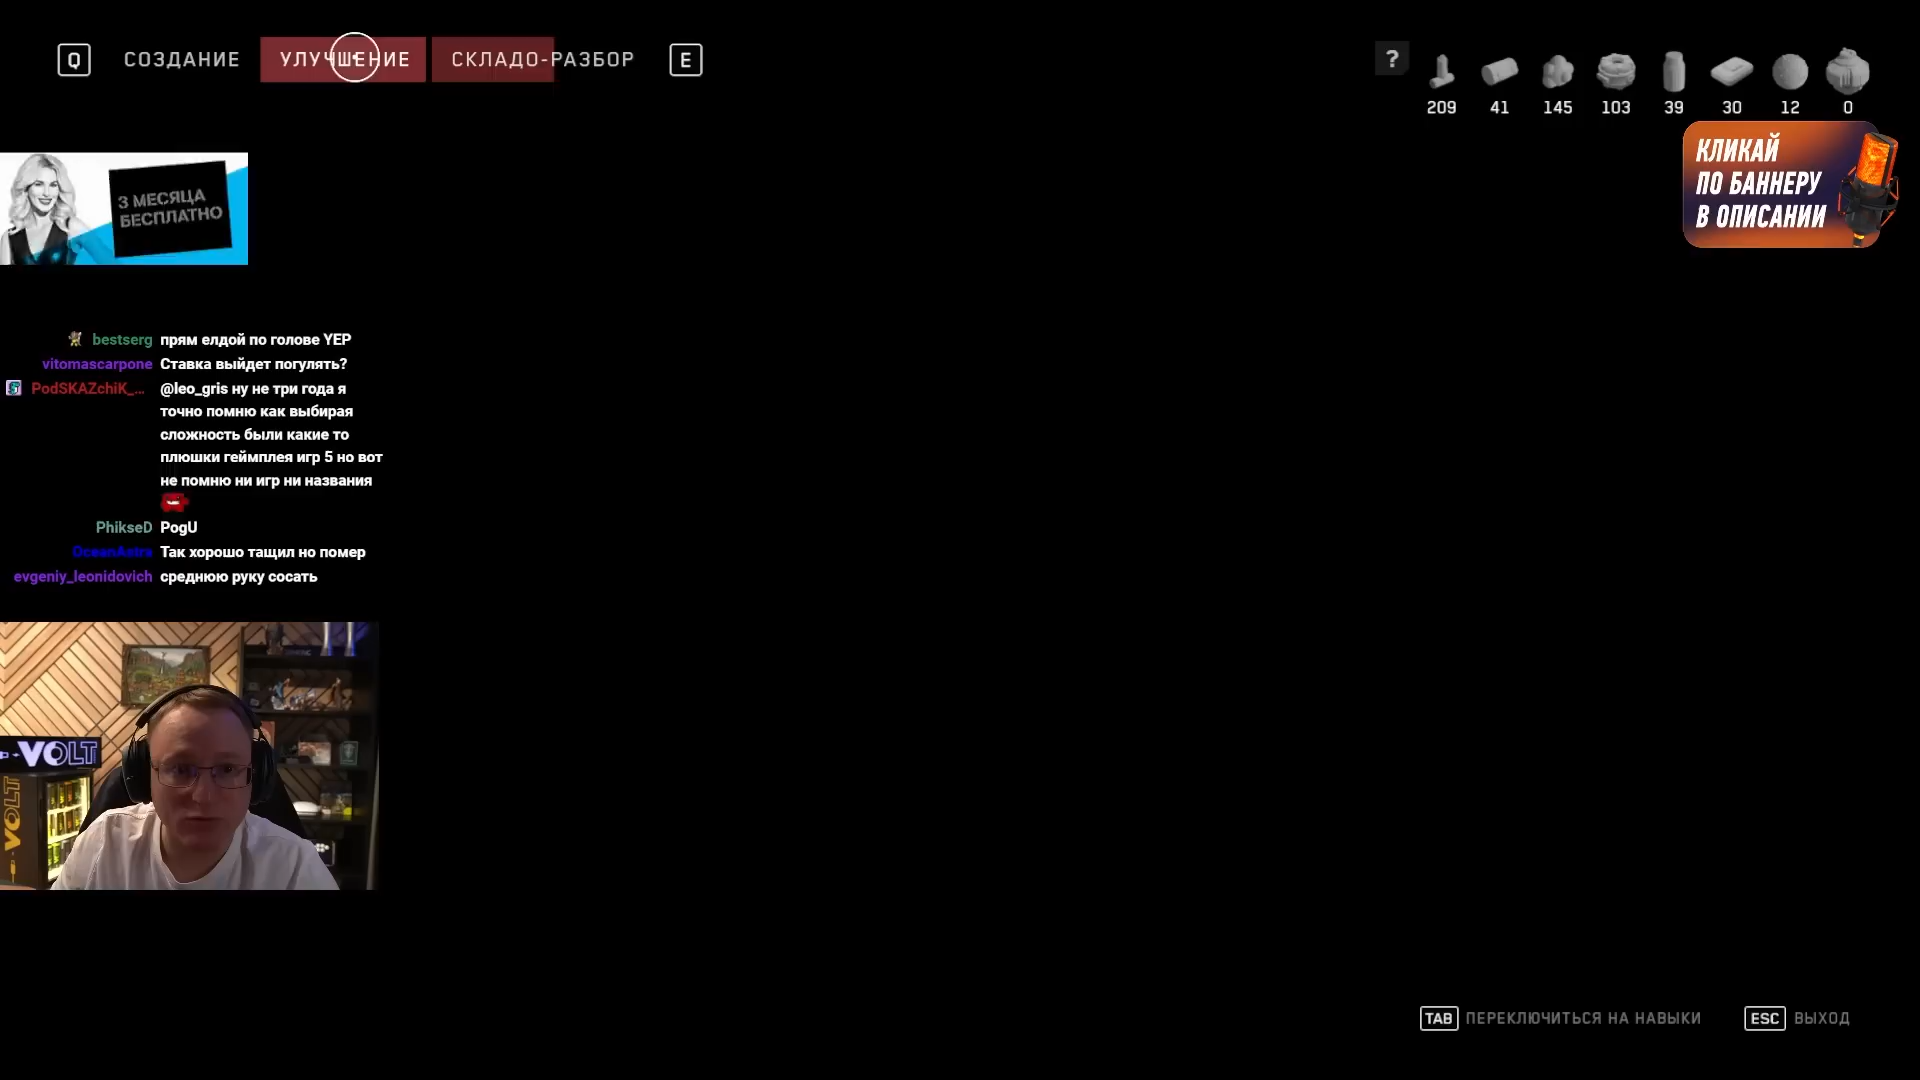 Q СОЗДАНИЕ УЛУЧШЕНИЕ СКЛАДО-РАЗБОР E
?
209 41 145 103 39 30 12 0
КЛИКАЙ
ПО БАННЕРУ
В ОПИСАНИИ
3 МЕСЯЦА
БЕСПЛАТНО
bestserg прям елдой по голове YEP
vitomascarpone Ставка выйдет погулять?
PodSKAZchiK_... @leo_gris ну не три года я
точно помню как выбирая
сложность были какие то
плюшки геймплея игр 5 но вот
не помню ни игр ни названия
PhikseD PogU
OceanAstra Так хорошо тащил но помер
evgeniy_leonidovich среднюю руку сосать
VOLT
VOLT
TAB ПЕРЕКЛЮЧИТЬСЯ НА НАВЫКИ ESC ВЫХОД